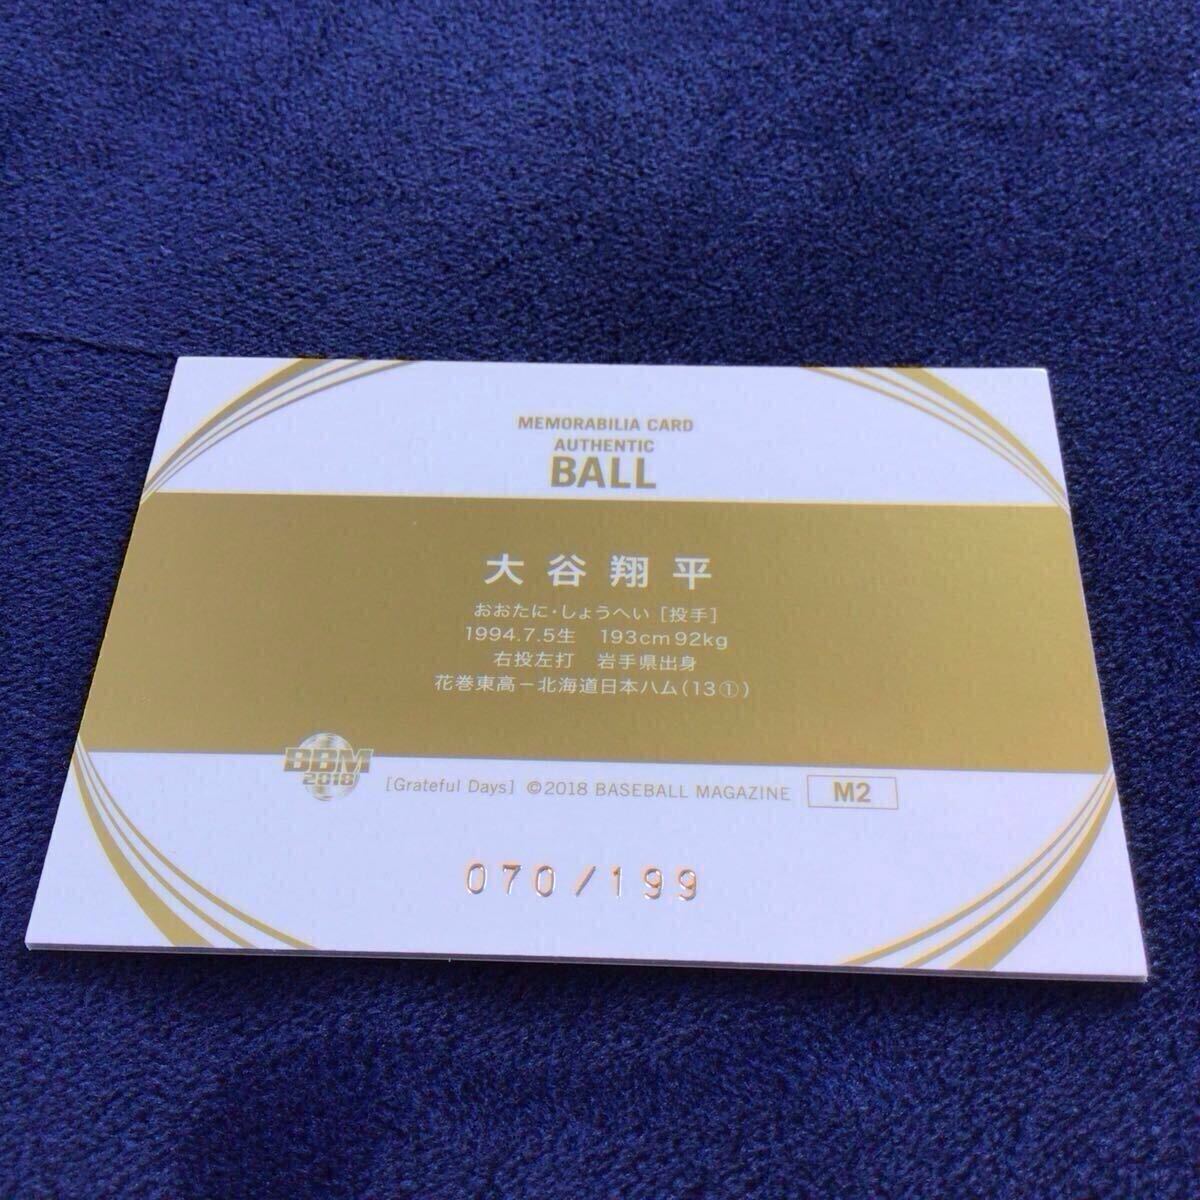 MEMORABILIA CARD
AUTHENTIC
BALL
大谷翔平
おおたに・しょうへい［投手］
1994.7.5生　193cm 92kg
右投左打　岩手県出身
花巻東高－北海道日本ハム（13①）
BBM
2018
［Grateful Days］ ©2018 BASEBALL MAGAZINE M2
070/199